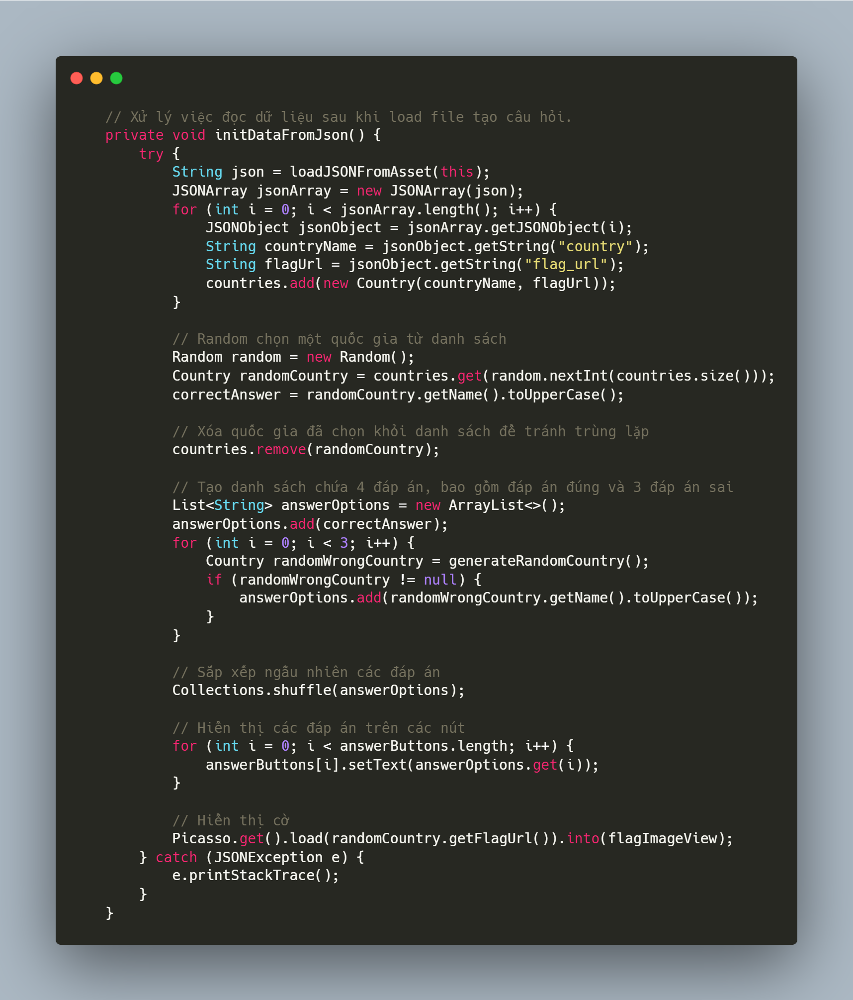 // Xử lý việc đọc dữ liệu sau khi load file tạo câu hỏi.
private void initDataFromJson() {
    try {
        String json = loadJSONFromAsset(this);
        JSONArray jsonArray = new JSONArray(json);
        for (int i = 0; i < jsonArray.length(); i++) {
            JSONObject jsonObject = jsonArray.getJSONObject(i);
            String countryName = jsonObject.getString("country");
            String flagUrl = jsonObject.getString("flag_url");
            countries.add(new Country(countryName, flagUrl));
        }

        // Random chọn một quốc gia từ danh sách
        Random random = new Random();
        Country randomCountry = countries.get(random.nextInt(countries.size()));
        correctAnswer = randomCountry.getName().toUpperCase();

        // Xóa quốc gia đã chọn khỏi danh sách để tránh trùng lặp
        countries.remove(randomCountry);

        // Tạo danh sách chứa 4 đáp án, bao gồm đáp án đúng và 3 đáp án sai
        List<String> answerOptions = new ArrayList<>();
        answerOptions.add(correctAnswer);
        for (int i = 0; i < 3; i++) {
            Country randomWrongCountry = generateRandomCountry();
            if (randomWrongCountry != null) {
                answerOptions.add(randomWrongCountry.getName().toUpperCase());
            }
        }

        // Sắp xếp ngẫu nhiên các đáp án
        Collections.shuffle(answerOptions);

        // Hiển thị các đáp án trên các nút
        for (int i = 0; i < answerButtons.length; i++) {
            answerButtons[i].setText(answerOptions.get(i));
        }

        // Hiển thị cờ
        Picasso.get().load(randomCountry.getFlagUrl()).into(flagImageView);
    } catch (JSONException e) {
        e.printStackTrace();
    }
}